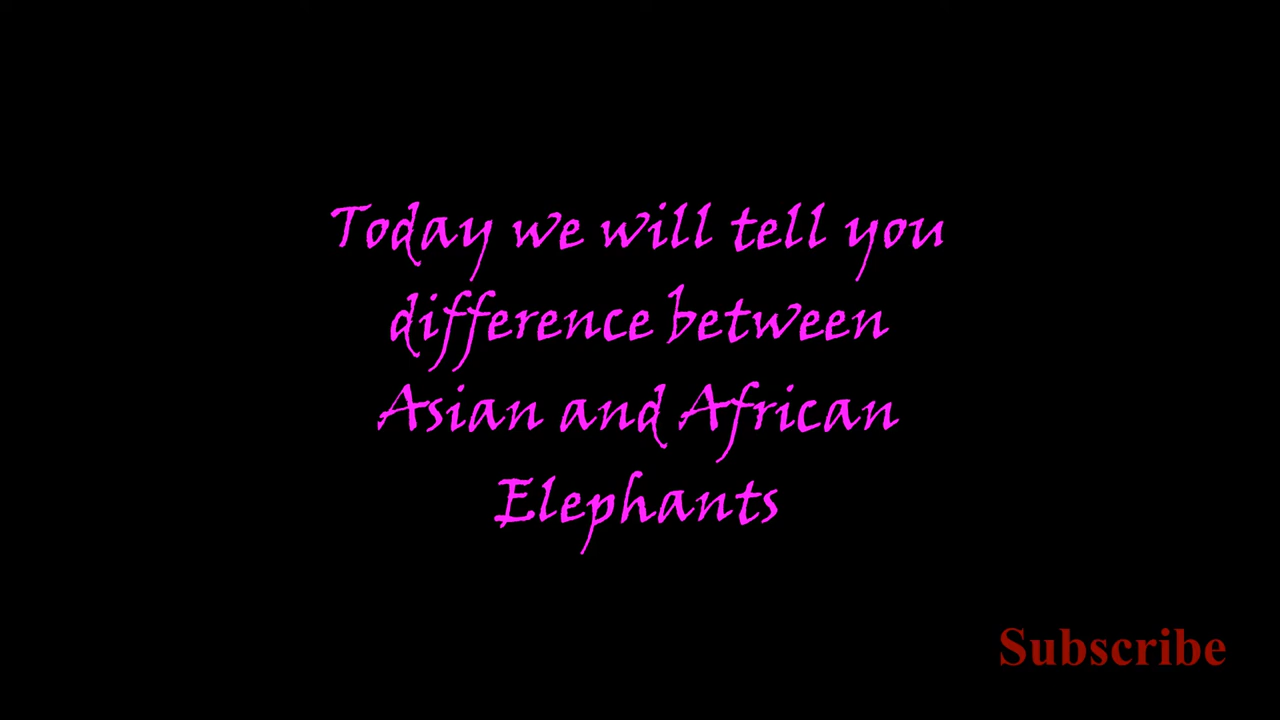 Today we will tell you
difference between
Asian and African
Elephants
Subscribe